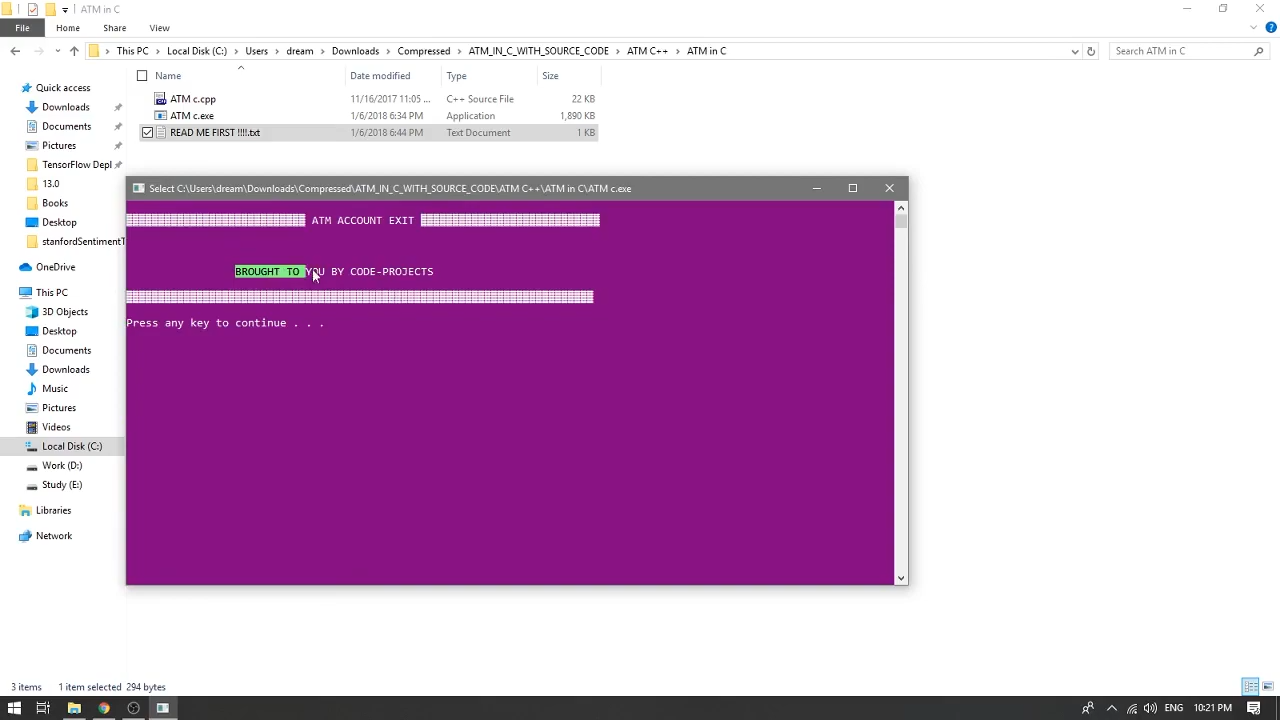 ATM in C
File Home Share View
This PC Local Disk (C:) Users dream Downloads Compressed ATM_IN_C_WITH_SOURCE_CODE ATM C++ ATM in C
Search ATM in C
Name Date modified Type Size
ATM c.cpp 11/16/2017 11:05 ... C++ Source File 22 KB
ATM c.exe 1/6/2018 6:34 PM Application 1,890 KB
READ ME FIRST !!!!.txt 1/6/2018 6:44 PM Text Document 1 KB
Quick access
Downloads
Documents
Pictures
TensorFlow Depl
13.0
Books
Desktop
stanfordSentimentT
OneDrive
This PC
3D Objects
Desktop
Documents
Downloads
Music
Pictures
Videos
Local Disk (C:)
Work (D:)
Study (E:)
Libraries
Network
Select C:\Users\dream\Downloads\Compressed\ATM_IN_C_WITH_SOURCE_CODE\ATM C++\ATM in C\ATM c.exe
ATM ACCOUNT EXIT
BROUGHT TO YOU BY CODE-PROJECTS
Press any key to continue . . .
3 items 1 item selected 294 bytes
ENG 10:21 PM